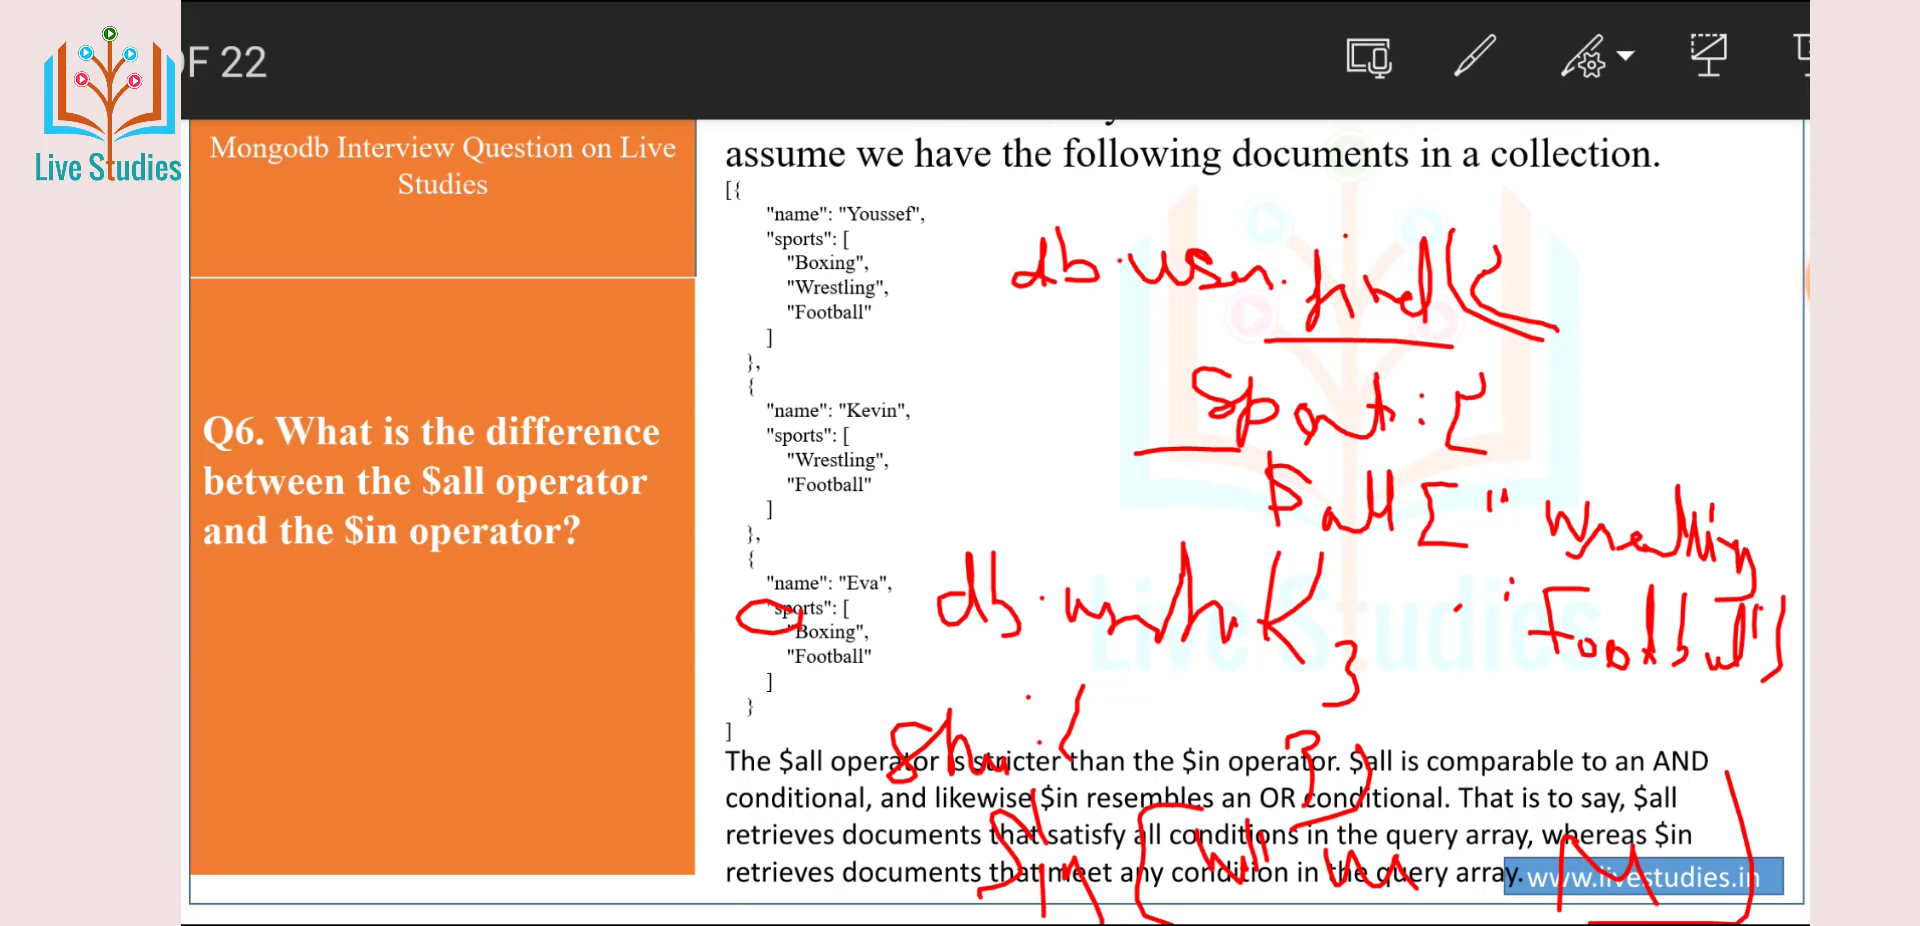 F 22
Live Studies
Mongodb Interview Question on Live
Studies
Q6. What is the difference
between the $all operator
and the $in operator?
assume we have the following documents in a collection.
[{
"name": "Youssef",
"sports": [
"Boxing",
"Wrestling",
"Football"
]
},
{
"name": "Kevin",
"sports": [
"Wrestling",
"Football"
]
},
{
"name": "Eva",
"sports": [
"Boxing",
"Football"
]
}
]
The $all operator is stricter than the $in operator. $all is comparable to an AND
conditional, and likewise $in resembles an OR conditional. That is to say, $all
retrieves documents that satisfy all conditions in the query array, whereas $in
retrieves documents that meet any condition in the query array.
www.livestudies.in
Live Studies
db.user.find({
Sport: [
$all ["
Football"]
}
})
$in [